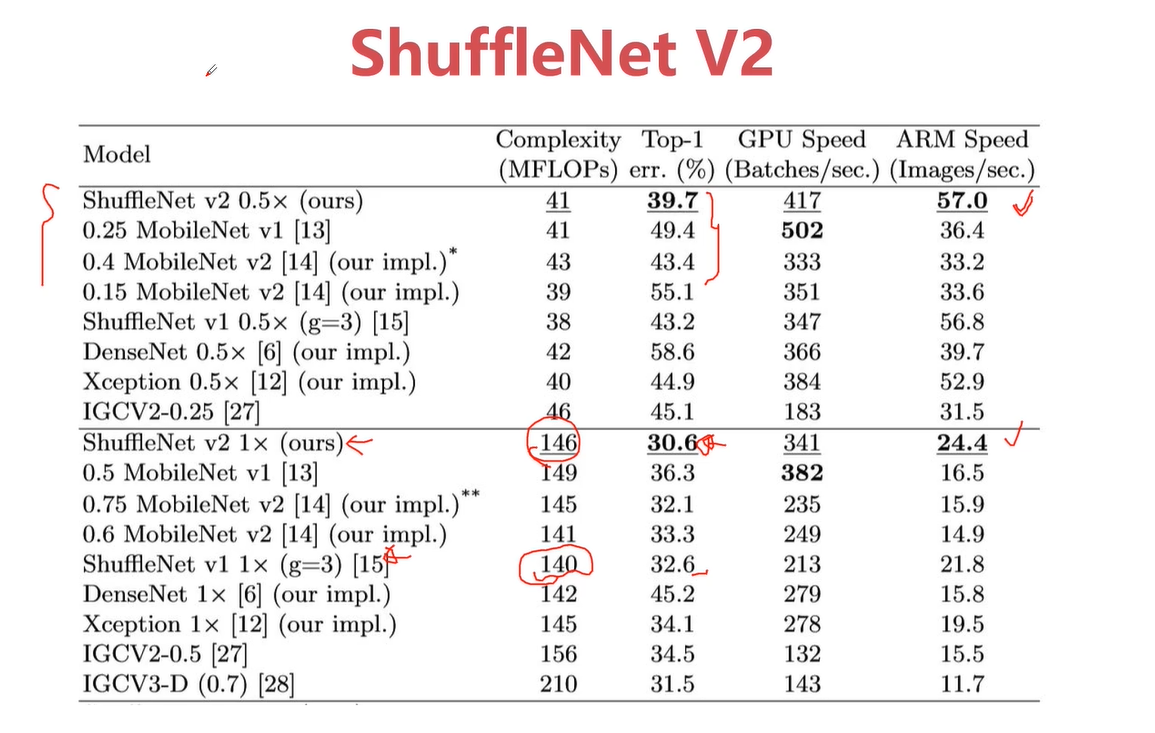 ShuffleNet V2
Model Complexity (MFLOPs) Top-1 err. (%) GPU Speed (Batches/sec.) ARM Speed (Images/sec.)
ShuffleNet v2 0.5× (ours) 41 39.7 417 57.0
0.25 MobileNet v1 [13] 41 49.4 502 36.4
0.4 MobileNet v2 [14] (our impl.)* 43 43.4 333 33.2
0.15 MobileNet v2 [14] (our impl.) 39 55.1 351 33.6
ShuffleNet v1 0.5× (g=3) [15] 38 43.2 347 56.8
DenseNet 0.5× [6] (our impl.) 42 58.6 366 39.7
Xception 0.5× [12] (our impl.) 40 44.9 384 52.9
IGCV2-0.25 [27] 46 45.1 183 31.5
ShuffleNet v2 1× (ours) 146 30.6 341 24.4
0.5 MobileNet v1 [13] 149 36.3 382 16.5
0.75 MobileNet v2 [14] (our impl.)** 145 32.1 235 15.9
0.6 MobileNet v2 [14] (our impl.) 141 33.3 249 14.9
ShuffleNet v1 1× (g=3) [15] 140 32.6 213 21.8
DenseNet 1× [6] (our impl.) 142 45.2 279 15.8
Xception 1× [12] (our impl.) 145 34.1 278 19.5
IGCV2-0.5 [27] 156 34.5 132 15.5
IGCV3-D (0.7) [28] 210 31.5 143 11.7